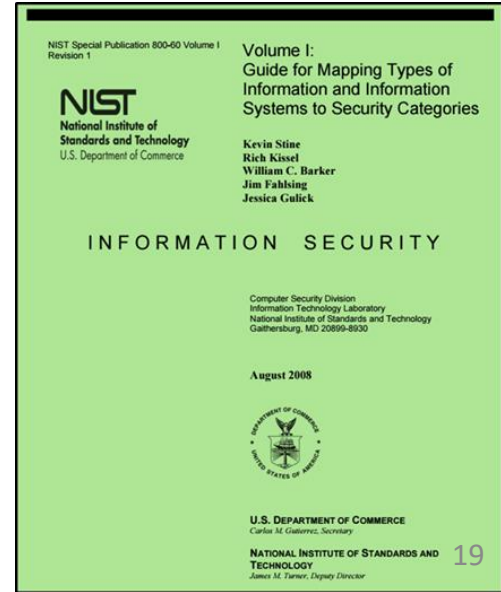 NIST Special Publication 800-60 Volume I
Revision 1
NIST
National Institute of
Standards and Technology
U.S. Department of Commerce
Volume I:
Guide for Mapping Types of
Information and Information
Systems to Security Categories
Kevin Stine
Rich Kissel
William C. Barker
Jim Fahlsing
Jessica Gulick
INFORMATION SECURITY
Computer Security Division
Information Technology Laboratory
National Institute of Standards and Technology
Gaithersburg, MD 20899-8930
August 2008
DEPARTMENT OF COMMERCE
UNITED STATES OF AMERICA
U.S. DEPARTMENT OF COMMERCE
Carlos M. Gutierrez, Secretary
NATIONAL INSTITUTE OF STANDARDS AND
TECHNOLOGY
James M. Turner, Deputy Director
19